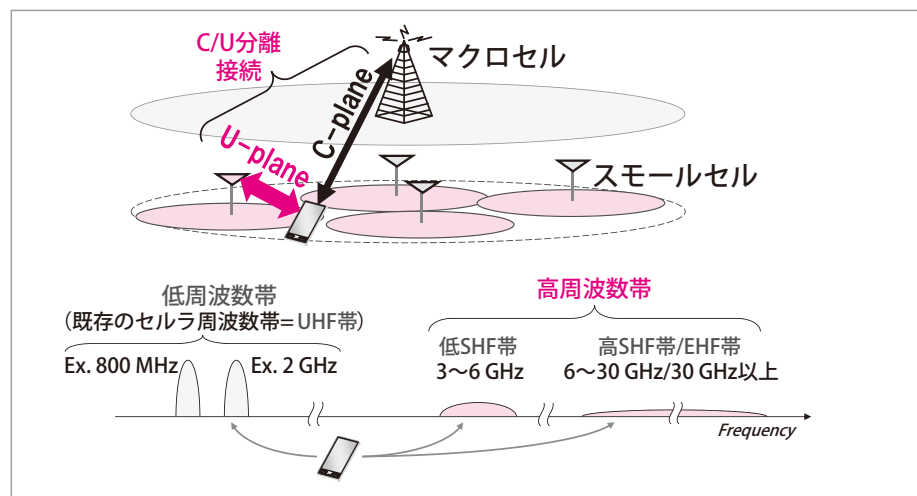 C/U分離
接続
マクロセル
C-plane
U-plane
スモールセル
低周波数帯
(既存のセルラ周波数帯=UHF帯)
Ex. 800 MHz
Ex. 2 GHz
高周波数帯
低SHF帯
3～6 GHz
高SHF帯/EHF帯
6～30 GHz/30 GHz以上
Frequency